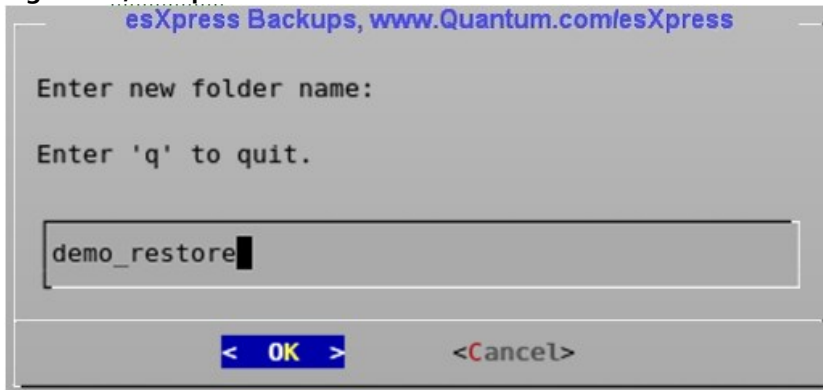 esXpress Backups, www.Quantum.com/esXpress
Enter new folder name:
Enter 'q' to quit.
demo_restore
< OK > <Cancel>